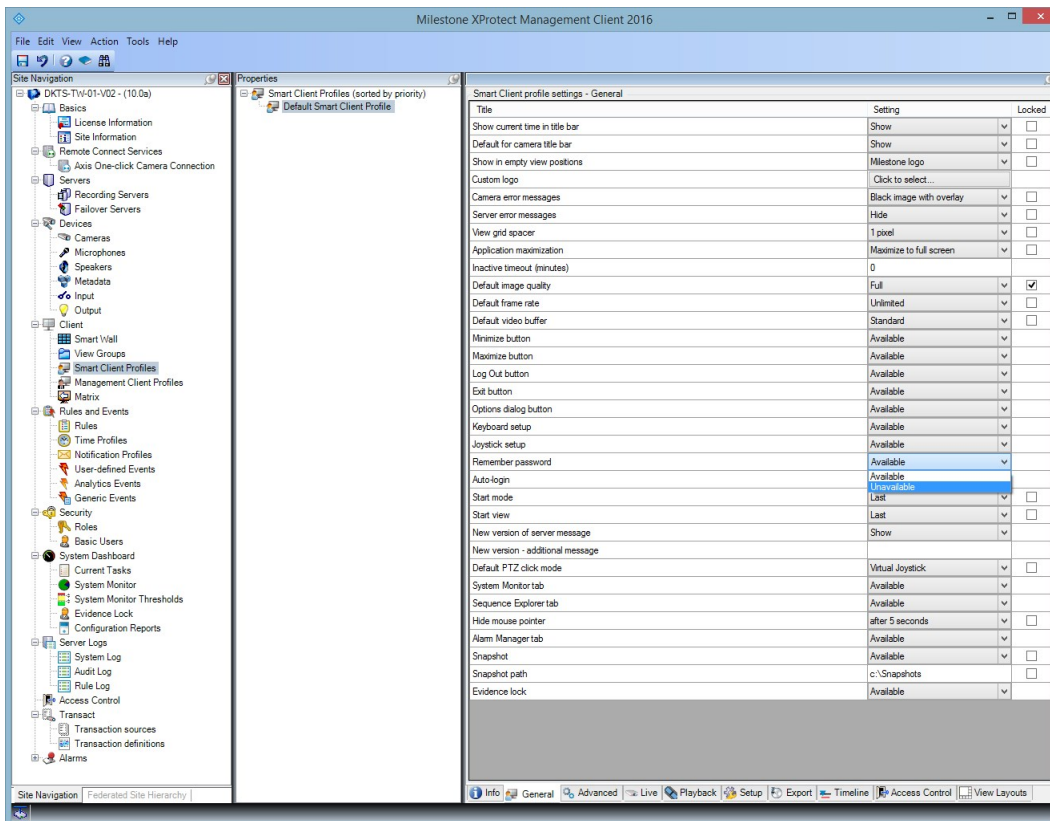 Milestone XProtect Management Client 2016
File Edit View Action Tools Help
Site Navigation
DKTS-TW-01-V02 - (10.0a)
Basics
License Information
Site Information
Remote Connect Services
Axis One-click Camera Connection
Servers
Recording Servers
Failover Servers
Devices
Cameras
Microphones
Speakers
Metadata
Input
Output
Client
Smart Wall
View Groups
Smart Client Profiles
Management Client Profiles
Matrix
Rules and Events
Rules
Time Profiles
Notification Profiles
User-defined Events
Analytics Events
Generic Events
Security
Roles
Basic Users
System Dashboard
Current Tasks
System Monitor
System Monitor Thresholds
Evidence Lock
Configuration Reports
Server Logs
System Log
Audit Log
Rule Log
Access Control
Transact
Transaction sources
Transaction definitions
Alarms
Site Navigation Federated Site Hierarchy
Properties
Smart Client Profiles (sorted by priority)
Default Smart Client Profile
Smart Client profile settings - General
Title Setting Locked
Show current time in title bar Show
Default for camera title bar Show
Show in empty view positions Milestone logo
Custom logo Click to select...
Camera error messages Black image with overlay
Server error messages Hide
View grid spacer 1 pixel
Application maximization Maximize to full screen
Inactive timeout (minutes) 0
Default image quality Full
Default frame rate Unlimited
Default video buffer Standard
Minimize button Available
Maximize button Available
Log Out button Available
Exit button Available
Options dialog button Available
Keyboard setup Available
Joystick setup Available
Remember password Available
Auto-login Available
Unavailable
Start mode Last
Start view Last
New version of server message Show
New version - additional message
Default PTZ click mode Virtual Joystick
System Monitor tab Available
Sequence Explorer tab Available
Hide mouse pointer after 5 seconds
Alarm Manager tab Available
Snapshot Available
Snapshot path c:\Snapshots
Evidence lock Available
Info General Advanced Live Playback Setup Export Timeline Access Control View Layouts